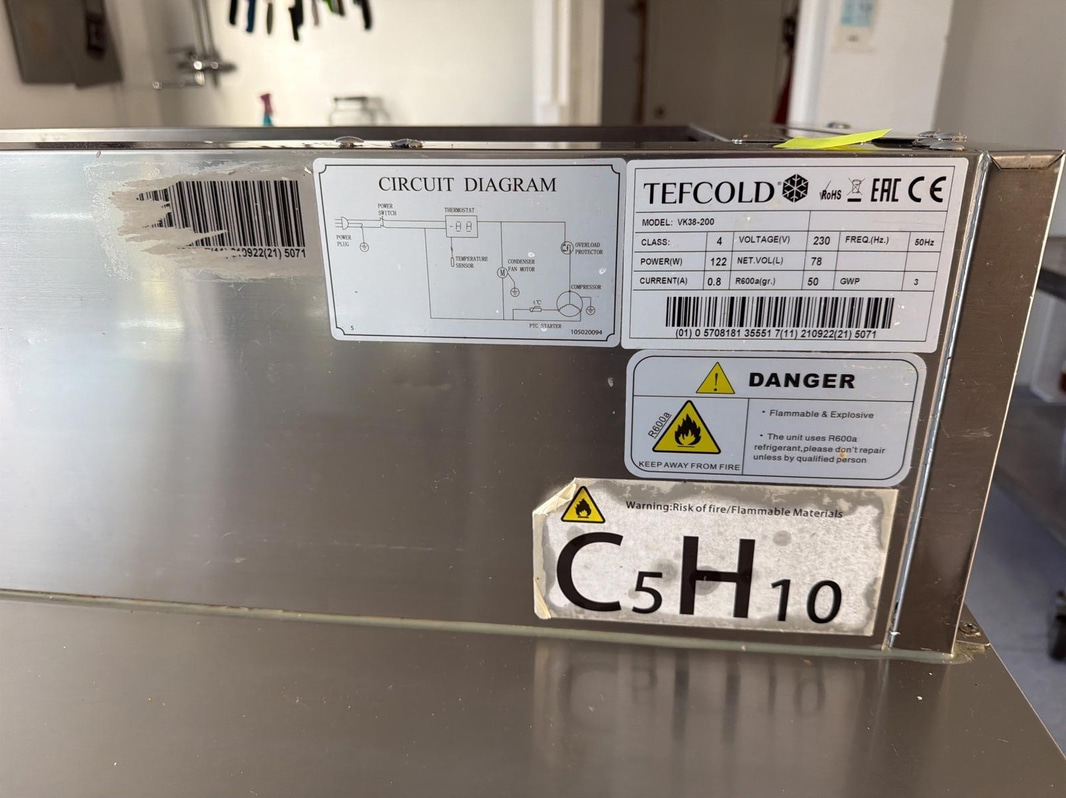 0922(21) 5071
CIRCUIT DIAGRAM
POWER
SWITCH
THERMOSTAT
POWER
PLUG
TEMPERATURE
SENSOR
CONDENSER
FAN MOTOR
M
OVERLOAD
PROTECTOR
COMPRESSOR
PTC STARTER
S
105020094
TEFCOLD® RoHS EAC CE
MODEL: VK38-200
CLASS: 4 VOLTAGE(V) 230 FREQ.(Hz.) 50Hz
POWER(W) 122 NET.VOL(L) 78
CURRENT(A) 0.8 R600a(gr.) 50 GWP 3
(01) 0 5708181 35551 7(11) 210922(21) 5071
DANGER
R600a
KEEP AWAY FROM FIRE
• Flammable & Explosive
• The unit uses R600a
refrigerant,please don't repair
unless by qualified person
Warning:Risk of fire/Flammable Materials
C5H10